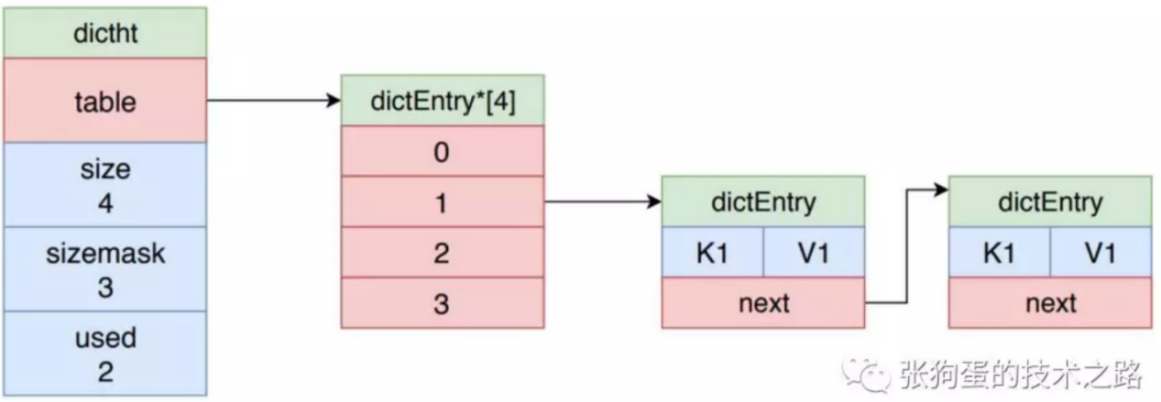 dictht
table
size
4
sizemask
3
used
2
dictEntry*[4]
0
1
2
3
dictEntry
K1 V1
next
dictEntry
K1 V1
next
张狗蛋的技术之路